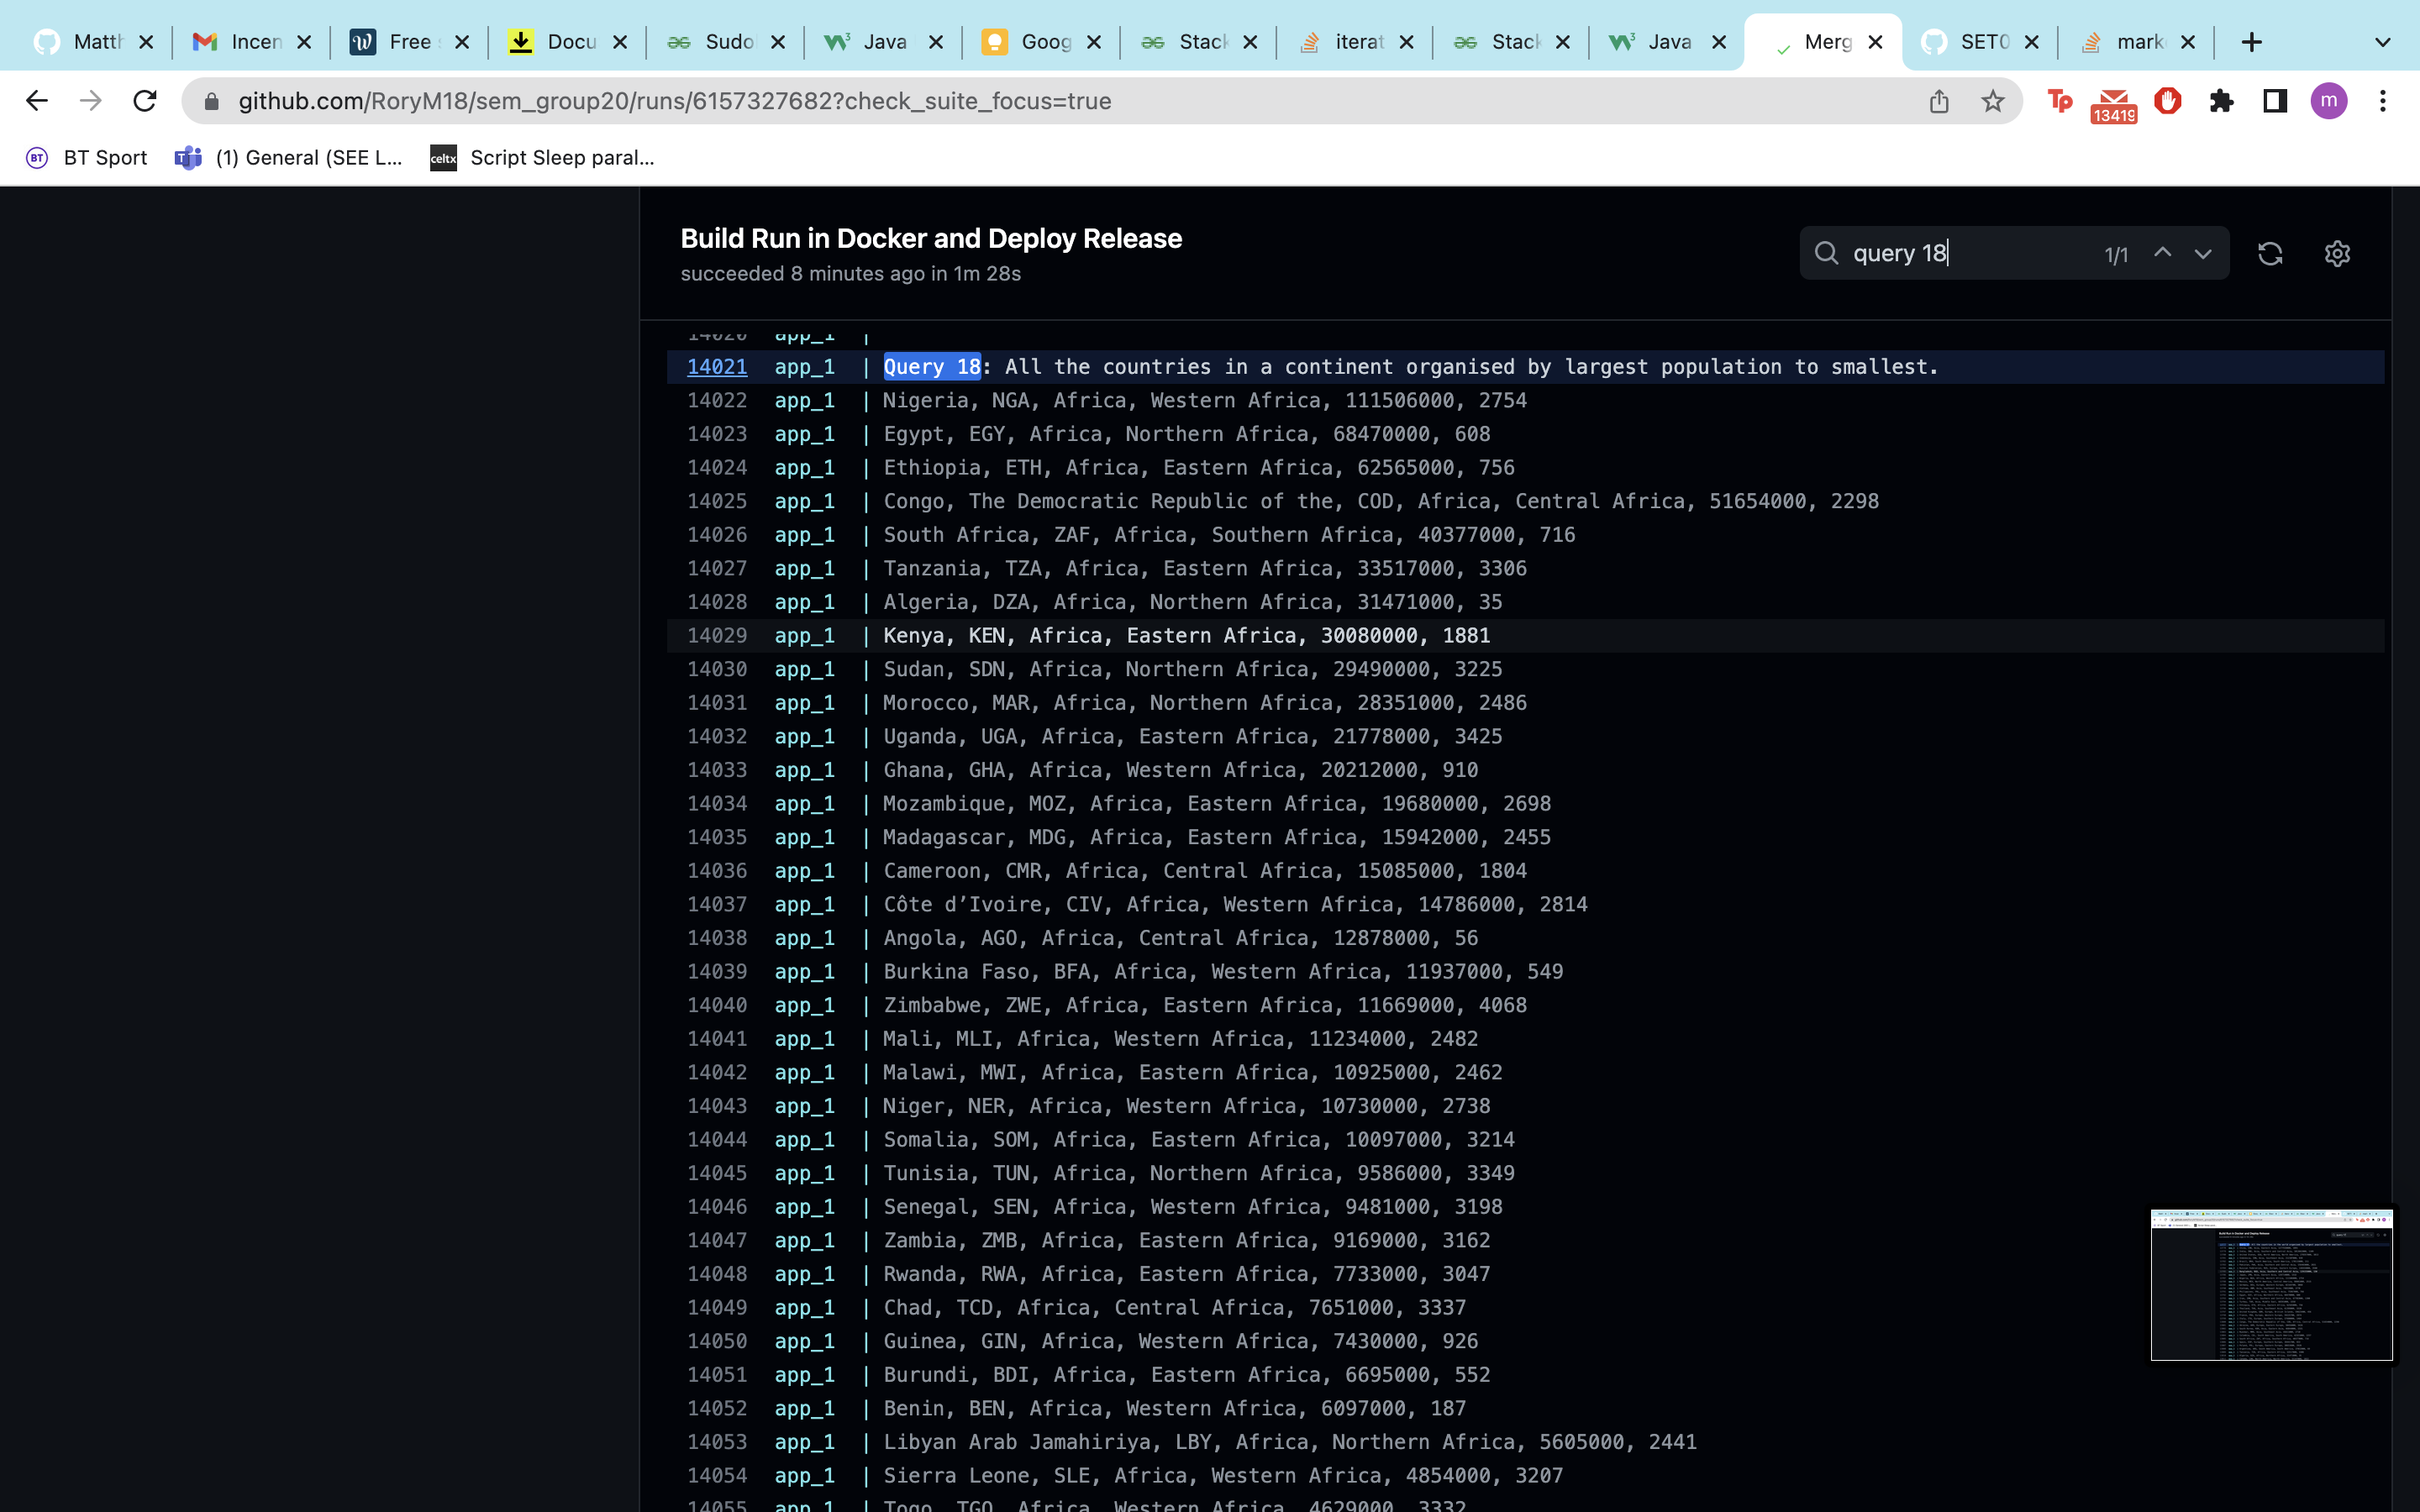 Matth Incen Free Docu Sudo Java Goog Stack iterat Stack Java Merg SET0 mark
github.com/RoryM18/sem_group20/runs/6157327682?check_suite_focus=true Tp 13419 m
BT BT Sport (1) General (SEE L... celtx Script Sleep paral...
Build Run in Docker and Deploy Release
succeeded 8 minutes ago in 1m 28s
query 18 1/1
14020 app_1 |
14021 app_1 | Query 18: All the countries in a continent organised by largest population to smallest.
14022 app_1 | Nigeria, NGA, Africa, Western Africa, 111506000, 2754
14023 app_1 | Egypt, EGY, Africa, Northern Africa, 68470000, 608
14024 app_1 | Ethiopia, ETH, Africa, Eastern Africa, 62565000, 756
14025 app_1 | Congo, The Democratic Republic of the, COD, Africa, Central Africa, 51654000, 2298
14026 app_1 | South Africa, ZAF, Africa, Southern Africa, 40377000, 716
14027 app_1 | Tanzania, TZA, Africa, Eastern Africa, 33517000, 3306
14028 app_1 | Algeria, DZA, Africa, Northern Africa, 31471000, 35
14029 app_1 | Kenya, KEN, Africa, Eastern Africa, 30080000, 1881
14030 app_1 | Sudan, SDN, Africa, Northern Africa, 29490000, 3225
14031 app_1 | Morocco, MAR, Africa, Northern Africa, 28351000, 2486
14032 app_1 | Uganda, UGA, Africa, Eastern Africa, 21778000, 3425
14033 app_1 | Ghana, GHA, Africa, Western Africa, 20212000, 910
14034 app_1 | Mozambique, MOZ, Africa, Eastern Africa, 19680000, 2698
14035 app_1 | Madagascar, MDG, Africa, Eastern Africa, 15942000, 2455
14036 app_1 | Cameroon, CMR, Africa, Central Africa, 15085000, 1804
14037 app_1 | Côte d’Ivoire, CIV, Africa, Western Africa, 14786000, 2814
14038 app_1 | Angola, AGO, Africa, Central Africa, 12878000, 56
14039 app_1 | Burkina Faso, BFA, Africa, Western Africa, 11937000, 549
14040 app_1 | Zimbabwe, ZWE, Africa, Eastern Africa, 11669000, 4068
14041 app_1 | Mali, MLI, Africa, Western Africa, 11234000, 2482
14042 app_1 | Malawi, MWI, Africa, Eastern Africa, 10925000, 2462
14043 app_1 | Niger, NER, Africa, Western Africa, 10730000, 2738
14044 app_1 | Somalia, SOM, Africa, Eastern Africa, 10097000, 3214
14045 app_1 | Tunisia, TUN, Africa, Northern Africa, 9586000, 3349
14046 app_1 | Senegal, SEN, Africa, Western Africa, 9481000, 3198
14047 app_1 | Zambia, ZMB, Africa, Eastern Africa, 9169000, 3162
14048 app_1 | Rwanda, RWA, Africa, Eastern Africa, 7733000, 3047
14049 app_1 | Chad, TCD, Africa, Central Africa, 7651000, 3337
14050 app_1 | Guinea, GIN, Africa, Western Africa, 7430000, 926
14051 app_1 | Burundi, BDI, Africa, Eastern Africa, 6695000, 552
14052 app_1 | Benin, BEN, Africa, Western Africa, 6097000, 187
14053 app_1 | Libyan Arab Jamahiriya, LBY, Africa, Northern Africa, 5605000, 2441
14054 app_1 | Sierra Leone, SLE, Africa, Western Africa, 4854000, 3207
14055 app_1 | Togo, TGO, Africa, Western Africa, 4629000, 3332